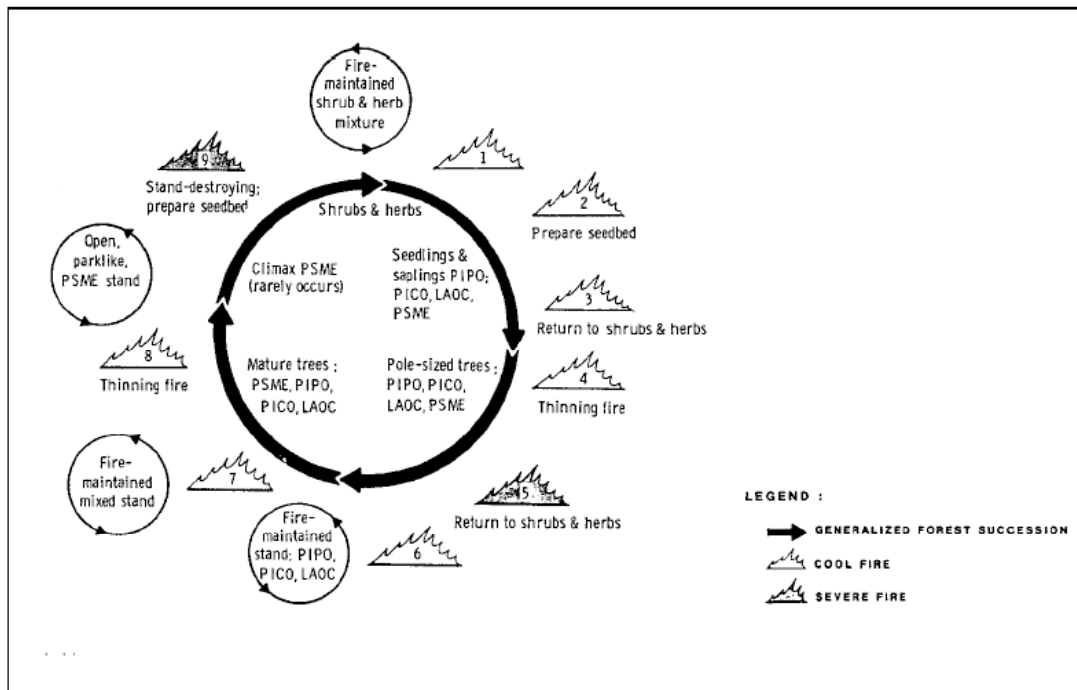 Fire-
maintained
shrub & herb
mixture
1
2
Prepare seedbed
9
Stand-destroying;
prepare seedbed
Shrubs & herbs
Open,
parklike,
PSME stand
Climax PSME
(rarely occurs)
Seedlings &
saplings PIPO;
PICO, LAOC,
PSME
3
Return to shrubs & herbs
8
Thinning fire
Mature trees :
PSME, PIPO,
PICO, LAOC
Pole-sized trees :
PIPO, PICO,
LAOC, PSME
4
Thinning fire
Fire-
maintained
mixed stand
7
5
Return to shrubs & herbs
Fire-
maintained
stand; PIPO,
PICO, LAOC
6
LEGEND :
GENERALIZED FOREST SUCCESSION
COOL FIRE
SEVERE FIRE